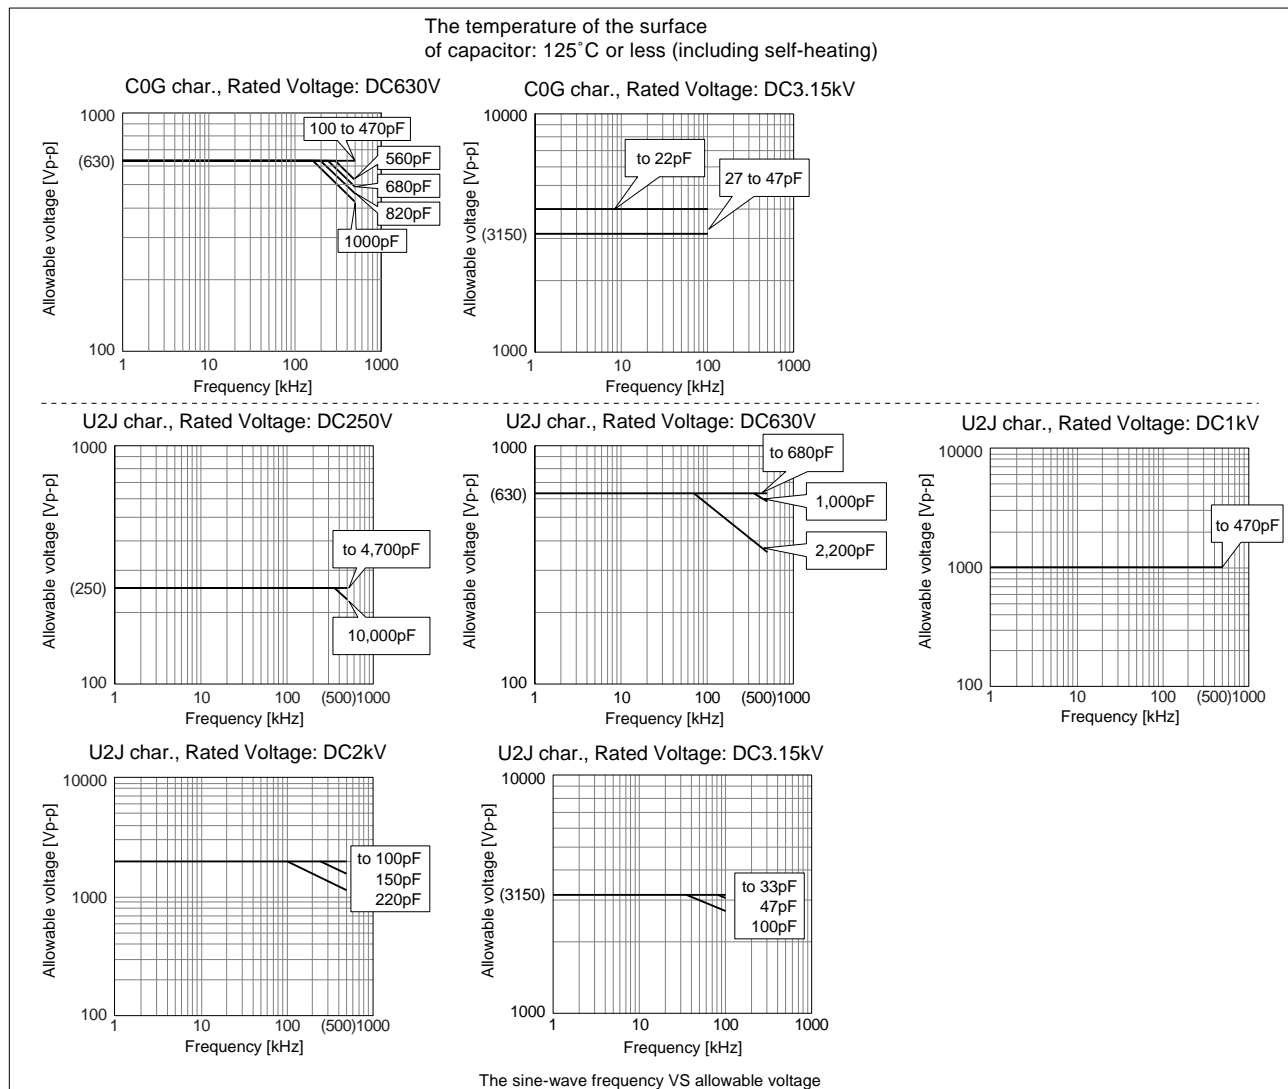 The temperature of the surface
of capacitor: 125˚C or less (including self-heating)
C0G char., Rated Voltage: DC630V
Allowable voltage [Vp-p]
1000
(630)
100
100 to 470pF
560pF
680pF
820pF
1000pF
1
10
100
1000
Frequency [kHz]
C0G char., Rated Voltage: DC3.15kV
Allowable voltage [Vp-p]
10000
(3150)
1000
to 22pF
27 to 47pF
1
10
100
1000
Frequency [kHz]
U2J char., Rated Voltage: DC250V
Allowable voltage [Vp-p]
1000
(250)
100
to 4,700pF
10,000pF
1
10
100
(500)1000
Frequency [kHz]
U2J char., Rated Voltage: DC630V
Allowable voltage [Vp-p]
1000
(630)
100
to 680pF
1,000pF
2,200pF
1
10
100
(500)1000
Frequency [kHz]
U2J char., Rated Voltage: DC1kV
Allowable voltage [Vp-p]
10000
1000
100
to 470pF
1
10
100
(500)1000
Frequency [kHz]
U2J char., Rated Voltage: DC2kV
Allowable voltage [Vp-p]
10000
1000
100
to 100pF
150pF
220pF
1
10
100
(500)1000
Frequency [kHz]
U2J char., Rated Voltage: DC3.15kV
Allowable voltage [Vp-p]
10000
(3150)
1000
to 33pF
47pF
100pF
1
10
100
1000
Frequency [kHz]
The sine-wave frequency VS allowable voltage